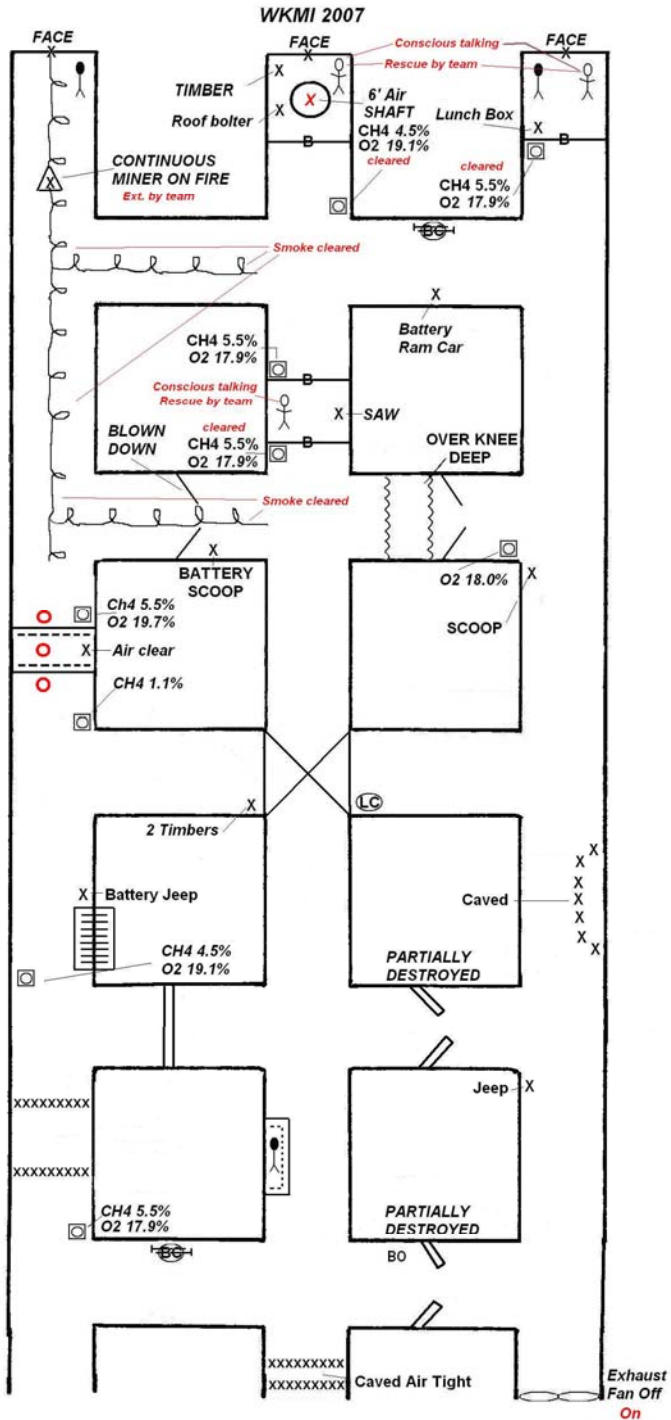 WKMI 2007
FACE
FACE
FACE
Conscious talking
Rescue by team
TIMBER
X
X
6' Air
SHAFT
Roof bolter
X
CH4 4.5%
O2 19.1%
cleared
Lunch Box
X
B
B
CONTINUOUS
MINER ON FIRE
X
Ext. by team
cleared
CH4 5.5%
O2 17.9%
BC
Smoke cleared
X
Battery
Ram Car
CH4 5.5%
O2 17.9%
B
Conscious talking
Rescue by team
X
SAW
cleared
CH4 5.5%
O2 17.9%
B
BLOWN
DOWN
OVER KNEE
DEEP
Smoke cleared
X
BATTERY
SCOOP
O2 18.0%
X
SCOOP
Ch4 5.5%
O2 19.7%
X Air clear
CH4 1.1%
LC
2 Timbers
X
X Battery Jeep
Caved
X
X
X
X
X
X
X
CH4 4.5%
O2 19.1%
PARTIALLY
DESTROYED
Jeep X
XXXXXXXXX
XXXXXXXXX
CH4 5.5%
O2 17.9%
PARTIALLY
DESTROYED
BC
BO
XXXXXXXXX
XXXXXXXXX
Caved Air Tight
Exhaust
Fan Off
On